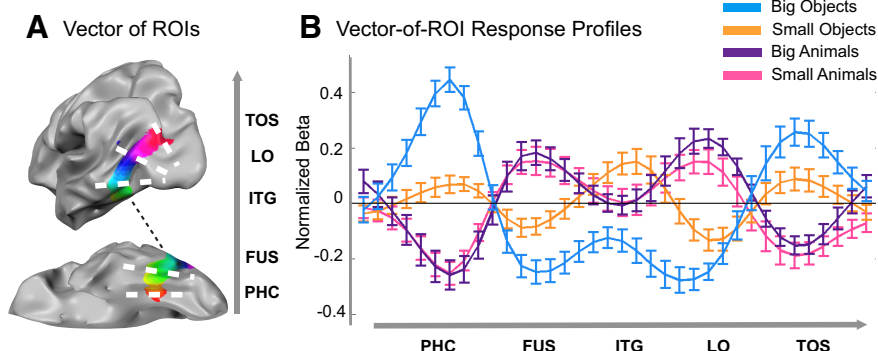 A Vector of ROIs
TOS
LO
ITG
FUS
PHC
B Vector-of-ROI Response Profiles
Big Objects
Small Objects
Big Animals
Small Animals
Normalized Beta
0.4
0.2
0
-0.2
-0.4
PHC FUS ITG LO TOS